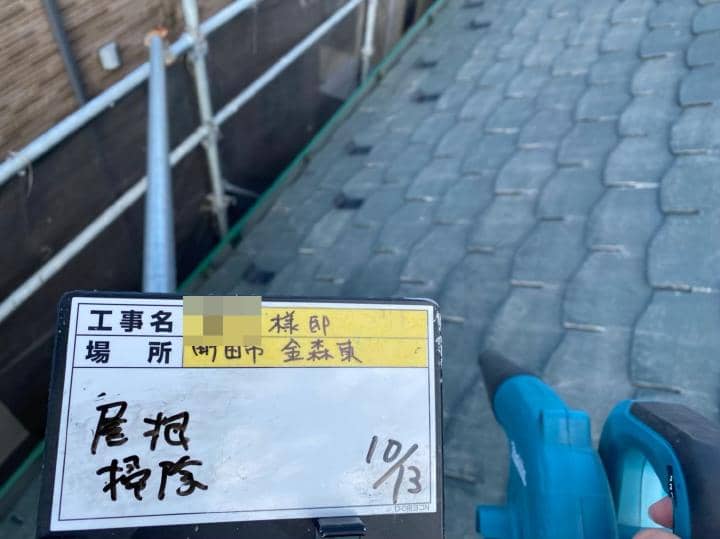 工事名 様邸
場所 町田市 金森東
屋根
掃除
10/13